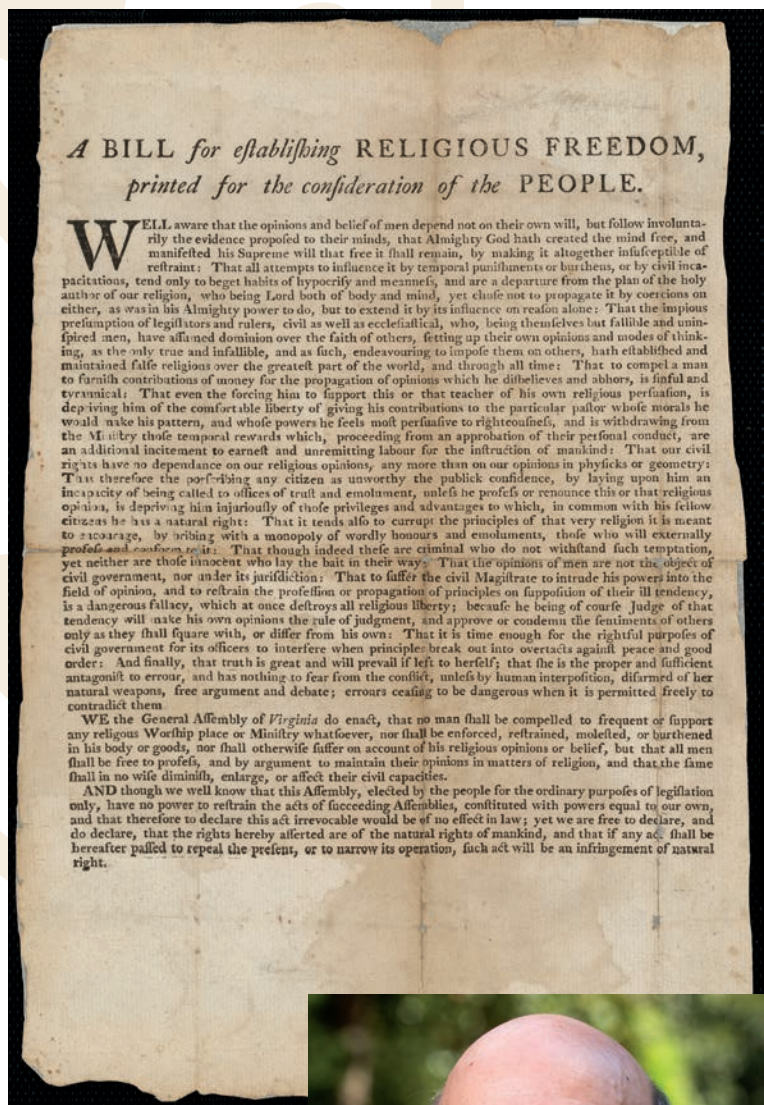 A BILL for eſtabliſhing RELIGIOUS FREEDOM,
printed for the conſideration of the PEOPLE.
WELL aware that the opinions and belief of men depend not on their own will, but follow involunta-
rily the evidence propoſed to their minds, that Almighty God hath created the mind free, and
manifeſted his Supreme will that free it ſhall remain, by making it altogether inſuſceptible of
reſtraint: That all attempts to influence it by temporal puniſhments or burthens, or by civil inca-
pacitations, tend only to beget habits of hypocriſy and meanneſs, and are a departure from the plan of the holy
author of our religion, who being Lord both of body and mind, yet choſe not to propagate it by coercions on
either, as was in his Almighty power to do, but to extend it by its influence on reaſon alone: That the impious
preſumption of legiſlators and rulers, civil as well as eccleſiaſtical, who, being themſelves but fallible and unin-
ſpired men, have aſſumed dominion over the faith of others, ſetting up their own opinions and modes of think-
ing, as the only true and infallible, and as ſuch, endeavouring to impoſe them on others, hath eſtabliſhed and
maintained falſe religions over the greateſt part of the world, and through all time: That to compel a man
to furniſh contributions of money for the propagation of opinions which he diſbelieves and abhors, is ſinful and
tyrannical: That even the forcing him to ſupport this or that teacher of his own religious perſuaſion, is
depriving him of the comfortable liberty of giving his contributions to the particular paſtor whoſe morals he
would make his pattern, and whoſe powers he feels moſt perſuaſive to righteouſneſs, and is withdrawing from
the Miniſtry thoſe temporal rewards which, proceeding from an approbation of their perſonal conduct, are
an additional incitement to earneſt and unremitting labour for the inſtruction of mankind: That our civil
rights have no dependance on our religious opinions, any more than on our opinions in phyſicks or geometry:
That therefore the proſcribing any citizen as unworthy the publick confidence, by laying upon him an
incapacity of being called to offices of truſt and emolument, unleſs he profeſs or renounce this or that religious
opinion, is depriving him injuriouſly of thoſe privileges and advantages to which, in common with his fellow
citizens he has a natural right: That it tends alſo to currupt the principles of that very religion it is meant
to encourage, by bribing with a monopoly of wordly honours and emoluments, thoſe who will externally
profeſs and conform to it: That though indeed theſe are criminal who do not withſtand ſuch temptation,
yet neither are thoſe innocent who lay the bait in their way: That the opinions of men are not the object of
civil government, nor under its juriſdiction: That to ſuffer the civil Magiſtrate to intrude his powers into the
field of opinion, and to reſtrain the profeſſion or propagation of principles on ſuppoſition of their ill tendency,
is a dangerous fallacy, which at once deſtroys all religious liberty; becauſe he being of courſe Judge of that
tendency will make his own opinions the rule of judgment, and approve or condemn the ſentiments of others
only as they ſhall ſquare with, or differ from his own: That it is time enough for the rightful purpoſes of
civil government for its officers to interfere when principles break out into overtacts againſt peace and good
order: And finally, that truth is great and will prevail if left to herſelf; that ſhe is the proper and ſufficient
antagoniſt to errour, and has nothing to fear from the conflict, unleſs by human interpoſition, diſarmed of her
natural weapons, free argument and debate; errours ceaſing to be dangerous when it is permitted freely to
contradict them
WE the General Aſſembly of Virginia do enact, that no man ſhall be compelled to frequent or ſupport
any religous Worſhip place or Miniſtry whatſoever, nor ſhall be enforced, reſtrained, moleſted, or burthened
in his body or goods, nor ſhall otherwiſe ſuffer on account of his religious opinions or belief, but that all men
ſhall be free to profeſs, and by argument to maintain their opinions in matters of religion, and that the ſame
ſhall in no wiſe diminiſh, enlarge, or affect their civil capacities.
AND though we well know that this Aſſembly, elected by the people for the ordinary purpoſes of legiſlation
only, have no power to reſtrain the acts of ſucceeding Aſſemblies, conſtituted with powers equal to our own,
and that therefore to declare this act irrevocable would be of no effect in law; yet we are free to declare, and
do declare, that the rights hereby aſſerted are of the natural rights of mankind, and that if any act ſhall be
hereafter paſſed to repeal the preſent, or to narrow its operation, ſuch act will be an infringement of natural
right.